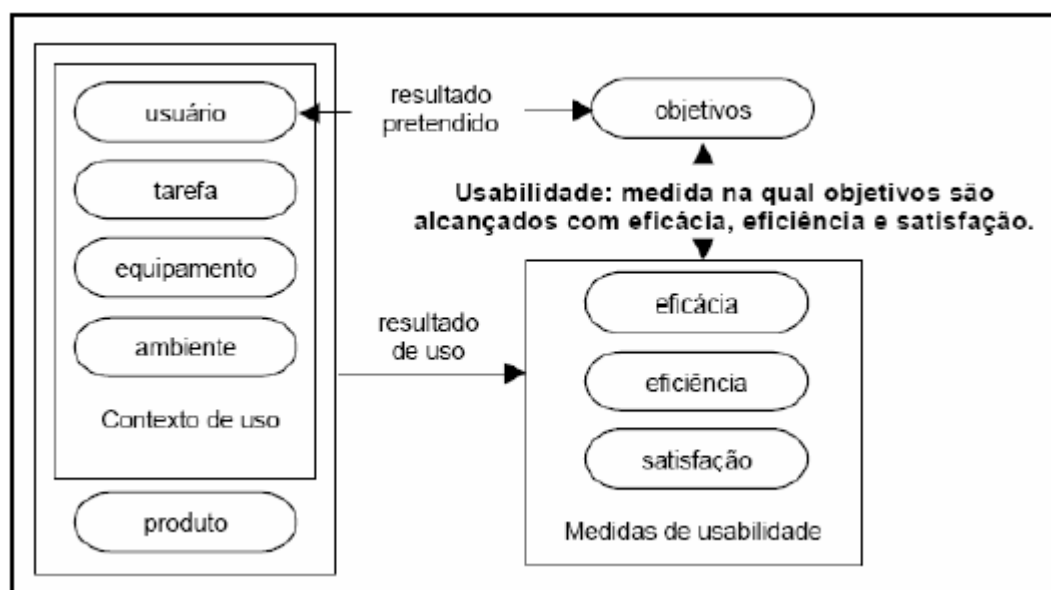 usuário
tarefa
equipamento
ambiente
Contexto de uso
produto
resultado
pretendido
objetivos
Usabilidade: medida na qual objetivos são
alcançados com eficácia, eficiência e satisfação.
resultado
de uso
eficácia
eficiência
satisfação
Medidas de usabilidade